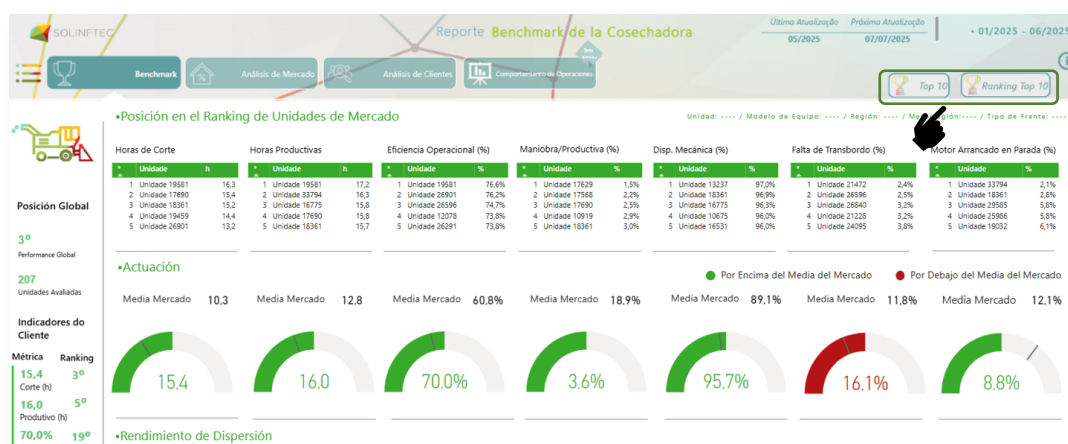 SOLINFTEC
Reporte Benchmark de la Cosechadora
Última Atualização Próxima Atualização
05/2025 07/07/2025
• 01/2025 - 06/2025
Benchmark
Análisis de Mercado
Análisis de Clientes
Comportamiento de Operaciones
Top 10
Ranking Top 10
•Posición en el Ranking de Unidades de Mercado
Unidad: ---- / Modelo de Equipo: ---- / Región: ---- / ---- / Tipo de Frente: ----
Horas de Corte
Unidade h
1 Unidade 19581 16,3
2 Unidade 17690 15,4
3 Unidade 18361 15,2
4 Unidade 19459 14,4
5 Unidade 26901 13,2
Horas Productivas
Unidade h
1 Unidade 19581 17,2
2 Unidade 33794 16,3
3 Unidade 16775 15,8
4 Unidade 17690 15,8
5 Unidade 18361 15,7
Eficiencia Operacional (%)
Unidade %
1 Unidade 19581 76,6%
2 Unidade 26901 76,2%
3 Unidade 26596 74,7%
4 Unidade 12078 73,8%
5 Unidade 26291 73,8%
Maniobra/Productiva (%)
Unidade %
1 Unidade 17629 1,5%
2 Unidade 17568 2,2%
3 Unidade 17690 2,5%
4 Unidade 10919 2,9%
5 Unidade 18361 3,0%
Disp. Mecánica (%)
Unidade %
1 Unidade 13237 97,0%
2 Unidade 18361 96,9%
3 Unidade 16775 96,3%
4 Unidade 10675 96,0%
5 Unidade 16531 96,0%
Falta de Transbordo (%)
Unidade %
1 Unidade 21472 2,4%
2 Unidade 26596 2,5%
3 Unidade 26840 3,2%
4 Unidade 21228 3,2%
5 Unidade 24095 3,8%
Motor Arrancado en Parada (%)
Unidade %
1 Unidade 33794 2,1%
2 Unidade 18361 2,8%
3 Unidade 29585 5,8%
4 Unidade 25986 5,8%
5 Unidade 19032 6,1%
Posición Global
3º
Performance Global
207
Unidades Avaliadas
Indicadores do
Cliente
Métrica Ranking
15,4 3º
Corte (h)
16,0 5º
Produtivo (h)
70,0% 19º
•Actuación
Por Encima del Media del Mercado
Por Debajo del Media del Mercado
Media Mercado 10,3
Media Mercado 12,8
Media Mercado 60,8%
Media Mercado 18,9%
Media Mercado 89,1%
Media Mercado 11,8%
Media Mercado 12,1%
15,4
16,0
70,0%
3,6%
95,7%
16,1%
8,8%
•Rendimiento de Dispersión